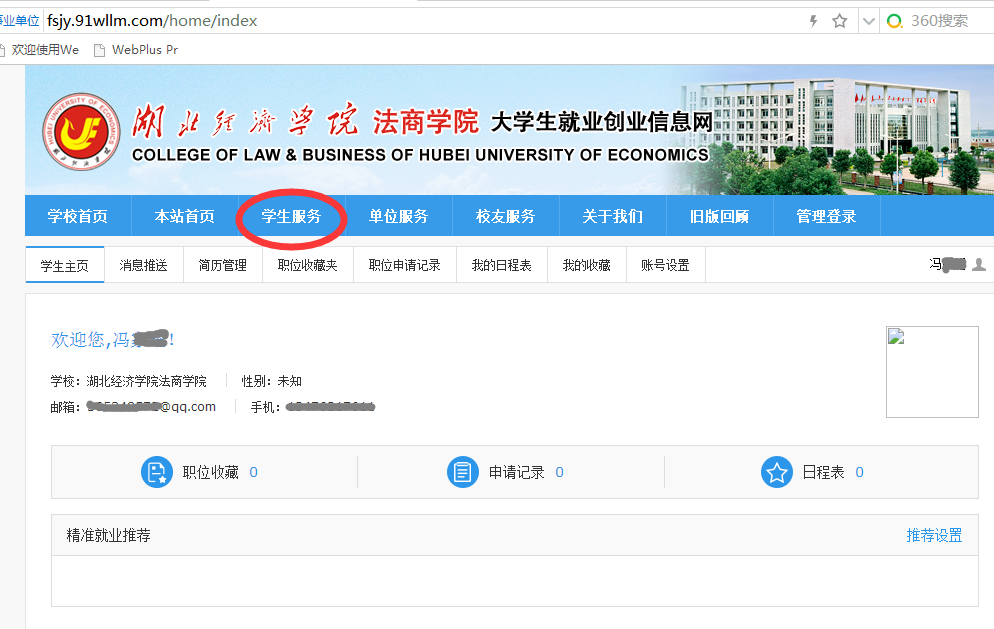 事业单位 fsjy.91wllm.com/home/index 360搜索
欢迎使用We WebPlus Pr
湖北经济学院 法商学院 大学生就业创业信息网
COLLEGE OF LAW & BUSINESS OF HUBEI UNIVERSITY OF ECONOMICS
学校首页 本站首页 学生服务 单位服务 校友服务 关于我们 旧版回顾 管理登录
学生主页 消息推送 简历管理 职位收藏夹 职位申请记录 我的日程表 我的收藏 账号设置 冯
欢迎您,冯 !
学校: 湖北经济学院法商学院 性别: 未知
邮箱: @qq.com 手机:
职位收藏 0 申请记录 0 日程表 0
精准就业推荐 推荐设置